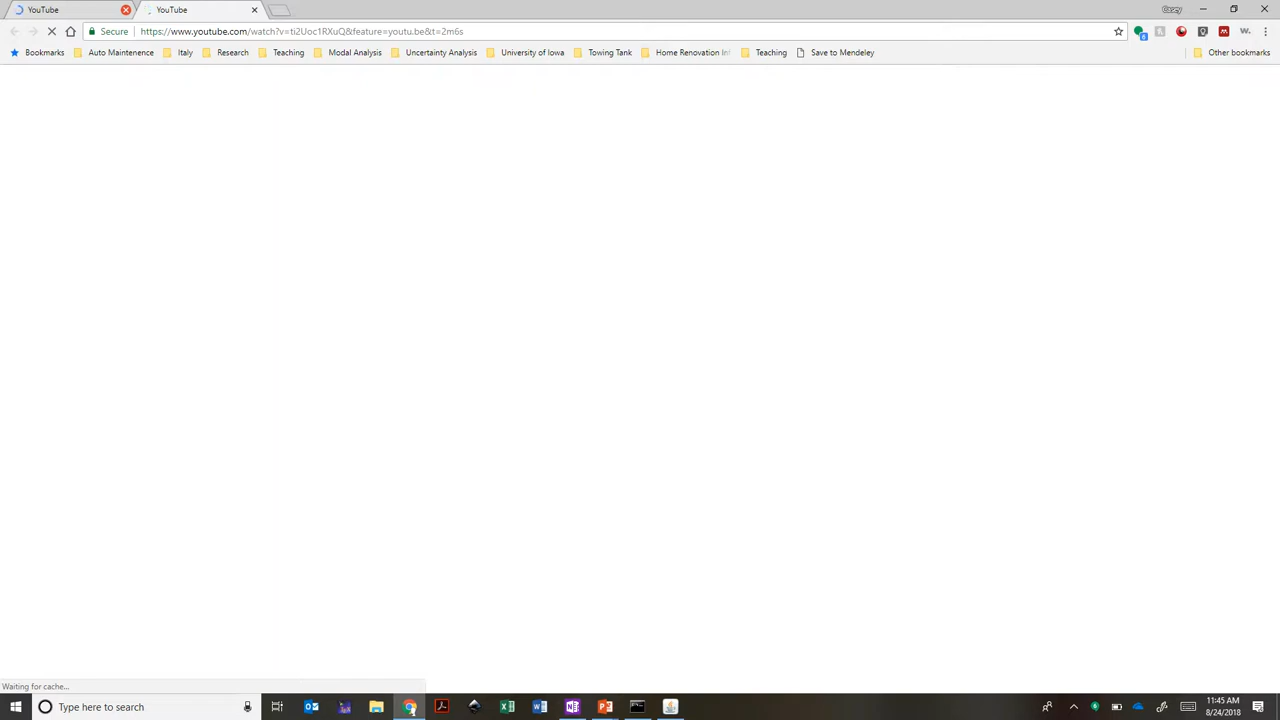 YouTube
YouTube
Secure https://www.youtube.com/watch?v=ti2Uoc1RXuQ&feature=youtu.be&t=2m6s
Bookmarks Auto Maintenence Italy Research Teaching Modal Analysis Uncertainty Analysis University of Iowa Towing Tank Home Renovation Int Teaching Save to Mendeley Other bookmarks
Waiting for cache...
Type here to search
11:45 AM
8/24/2018